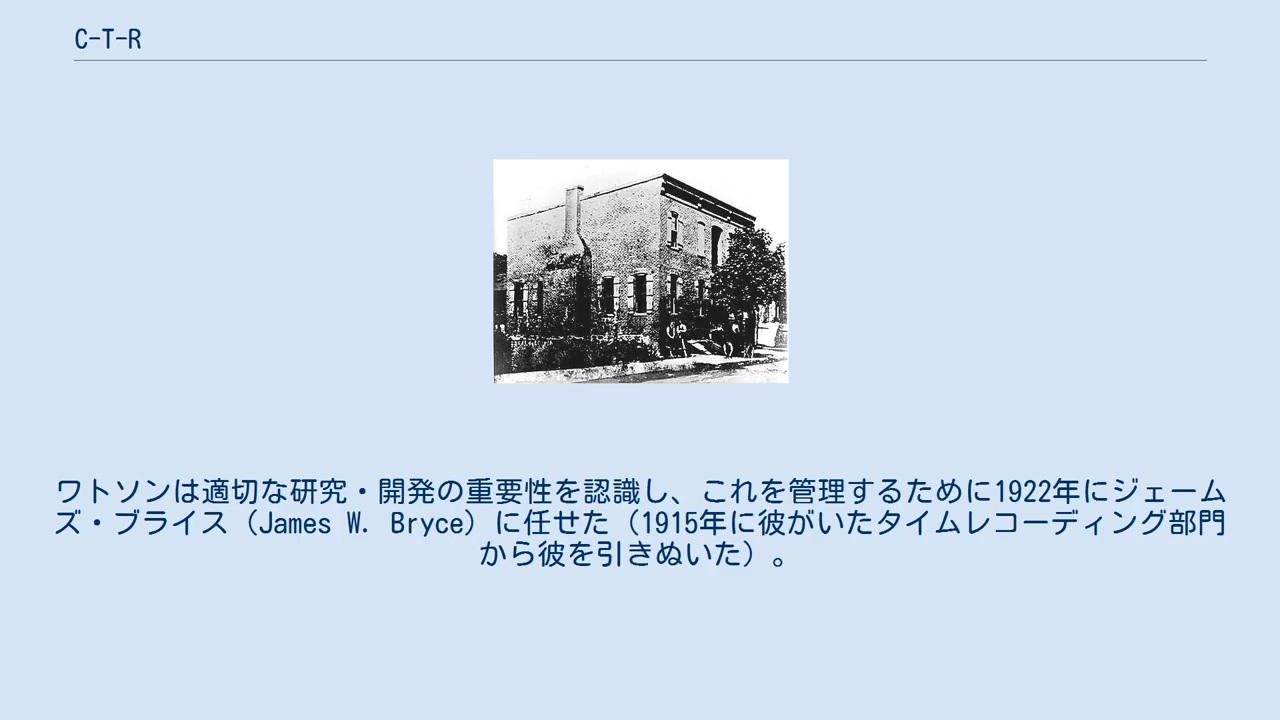 C-T-R
ワトソンは適切な研究・開発の重要性を認識し、これを管理するために1922年にジェーム
ズ・ブライス（James W. Bryce）に任せた（1915年に彼がいたタイムレコーディング部門
から彼を引きぬいた）。